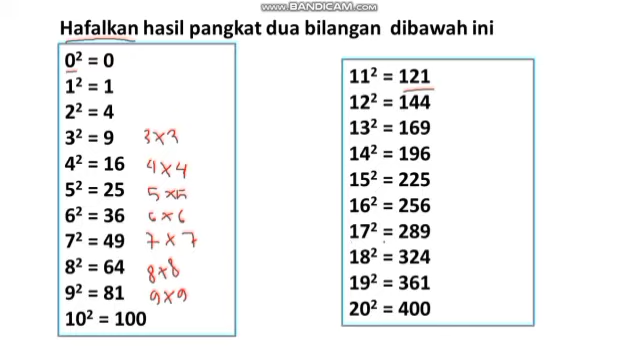 www.BANDICAM.com
Hafalkan hasil pangkat dua bilangan dibawah ini
0² = 0
1² = 1
2² = 4
3² = 9 3×3
4² = 16 4×4
5² = 25 5×5
6² = 36 6×6
7² = 49 7×7
8² = 64 8×8
9² = 81 9×9
10² = 100
11² = 121
12² = 144
13² = 169
14² = 196
15² = 225
16² = 256
17² = 289
18² = 324
19² = 361
20² = 400